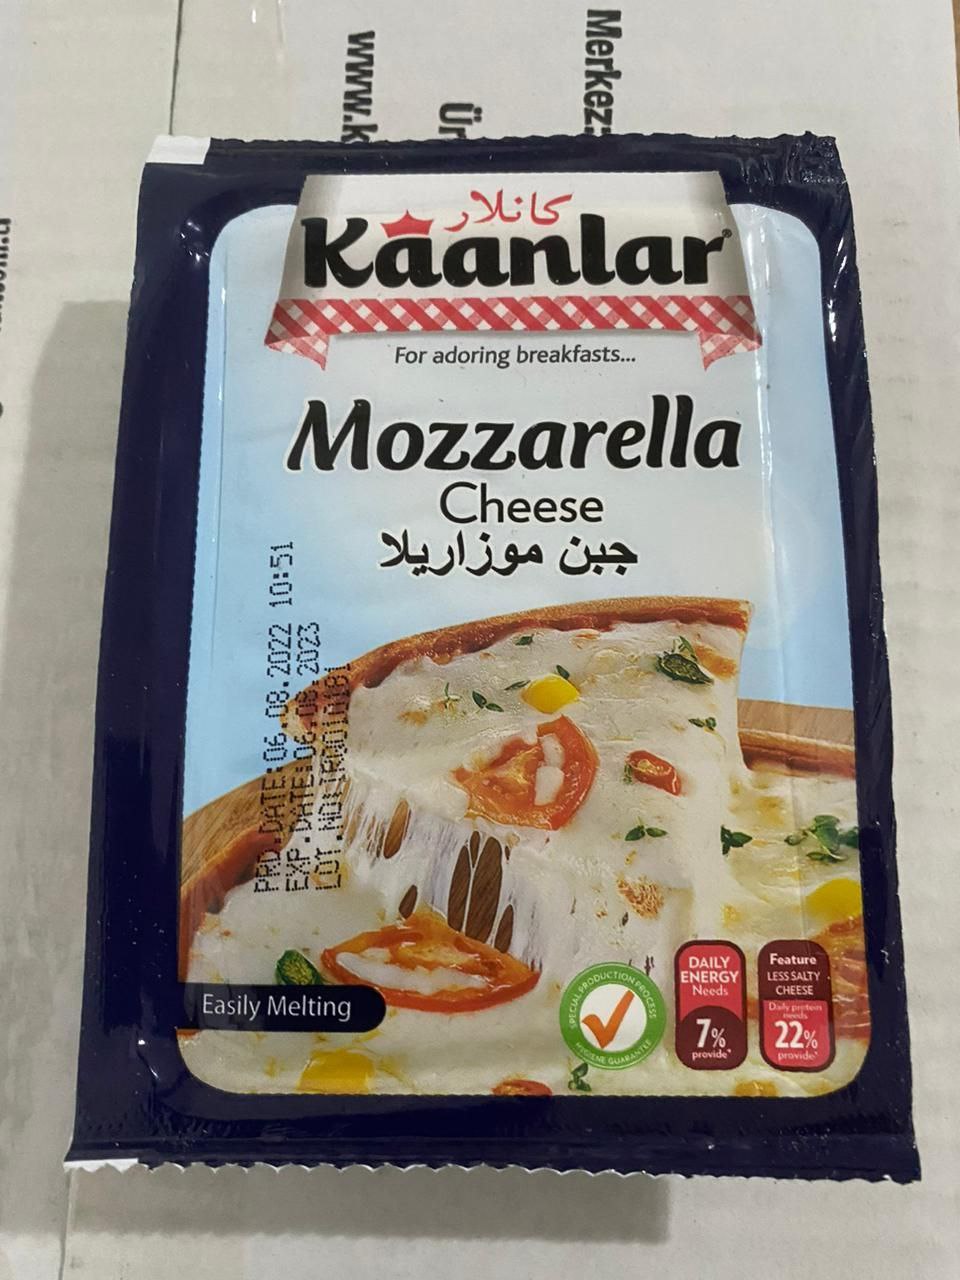 www.k
Ür
Merkez:
كانلار
Kaanlar®
For adoring breakfasts...
Mozzarella
Cheese
جبن موزاريلا
PRD.DATE:06.08.2022 10:51
EXP.DATE:06.08.2023
Easily Melting
SPECIAL PRODUCTION PROCESS
HYGIENE GUARANTEE
DAILY
ENERGY
Needs
7%
provide*
Feature
LESS SALTY
CHEESE
Daily protein
needs
22%
provide*